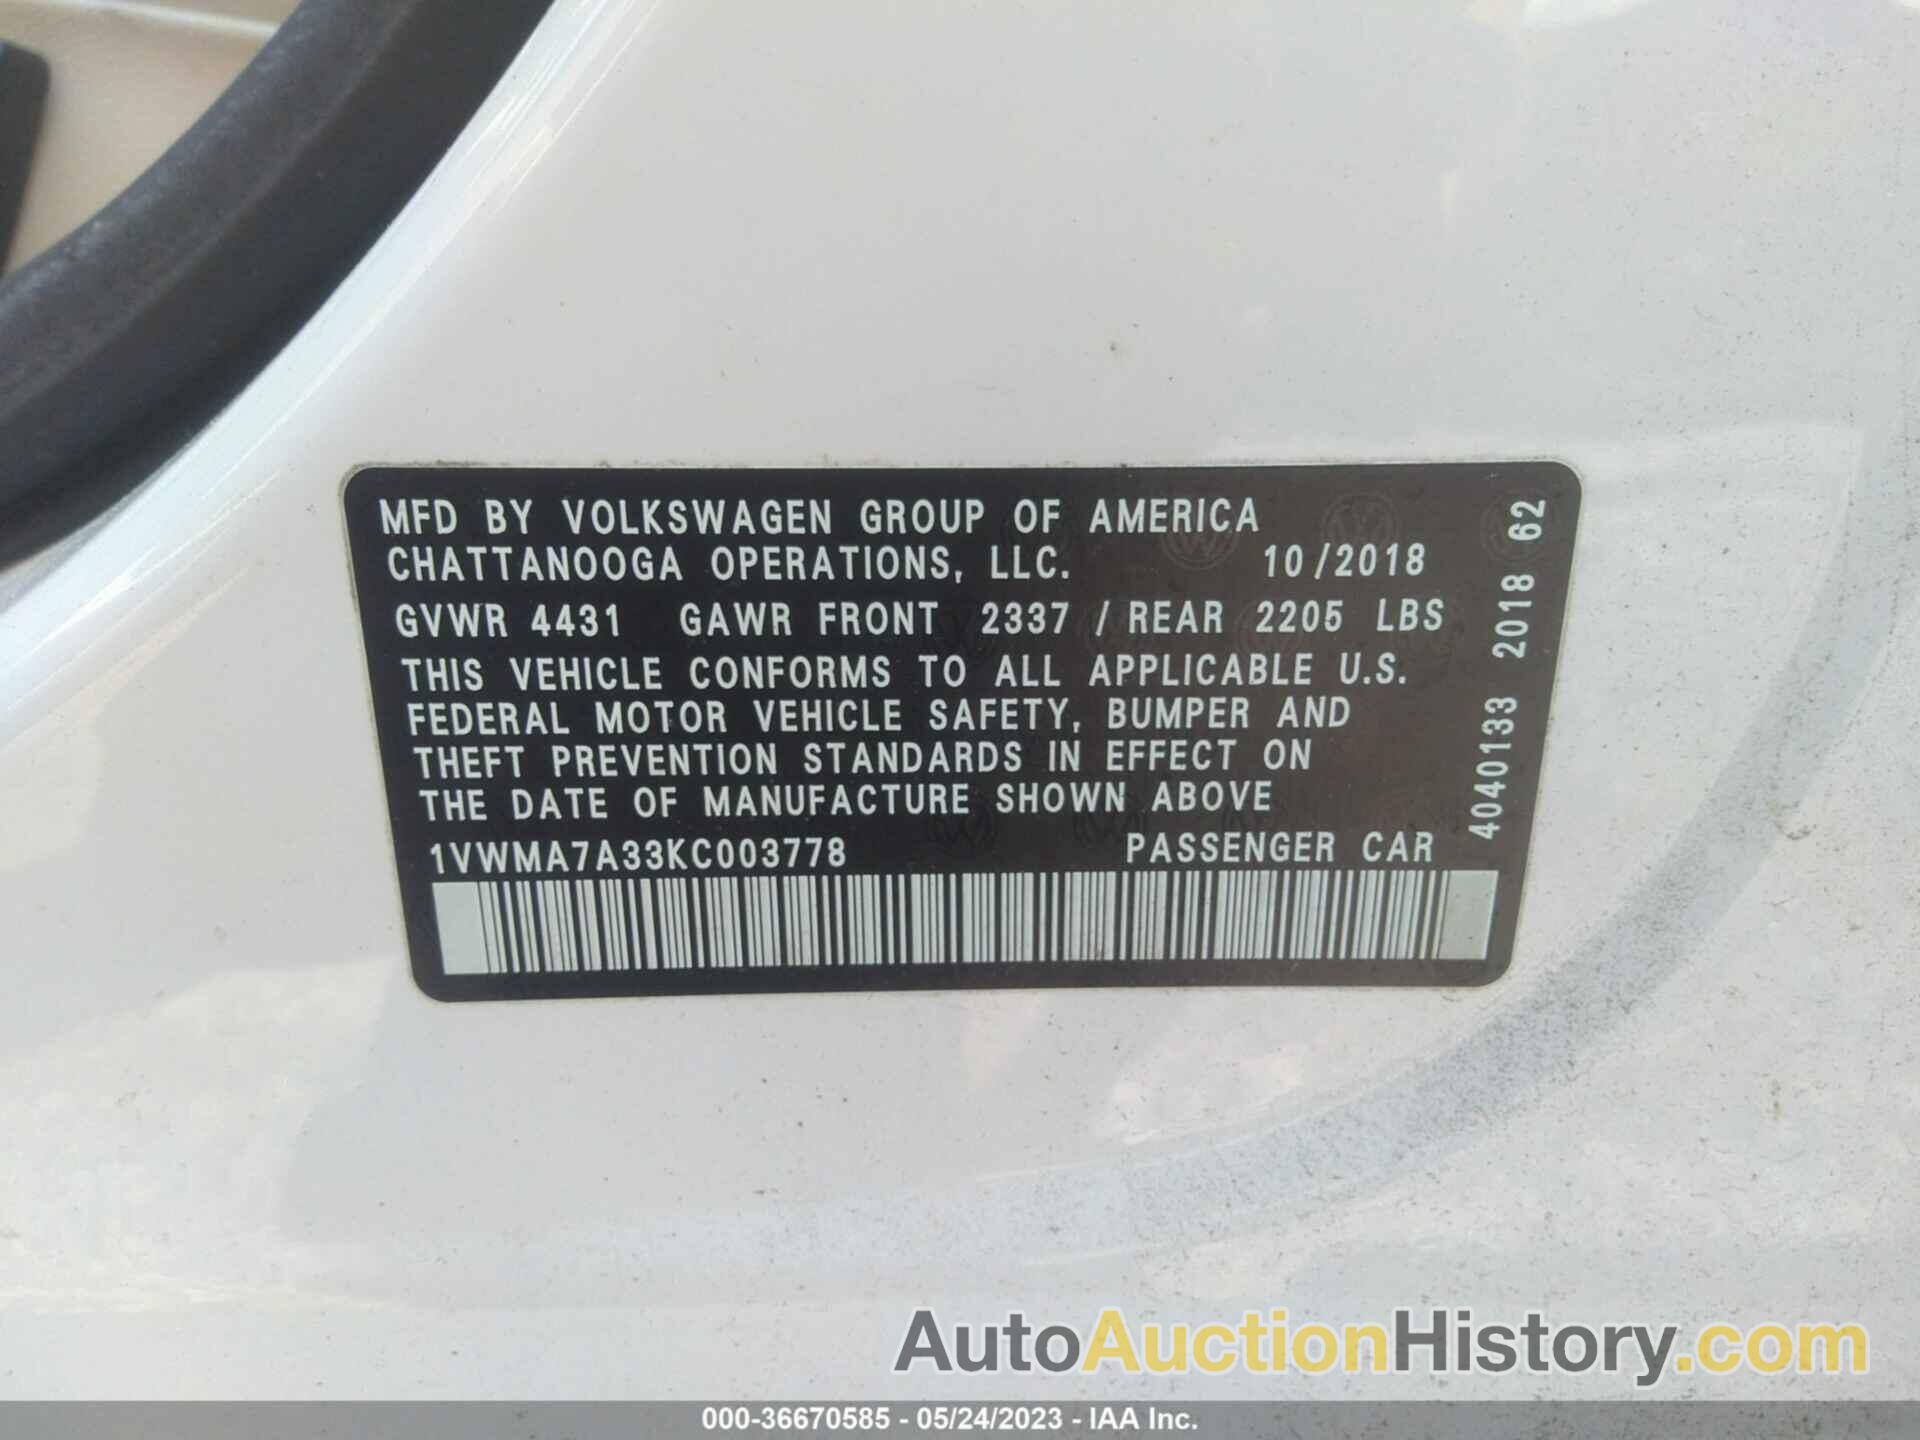 MFD BY VOLKSWAGEN GROUP OF AMERICA
CHATTANOOGA OPERATIONS, LLC. 10/2018
GVWR 4431 GAWR FRONT 2337 / REAR 2205 LBS
THIS VEHICLE CONFORMS TO ALL APPLICABLE U.S.
FEDERAL MOTOR VEHICLE SAFETY, BUMPER AND
THEFT PREVENTION STANDARDS IN EFFECT ON
THE DATE OF MANUFACTURE SHOWN ABOVE
1VWMA7A33KC003778 PASSENGER CAR
4040133 2018 62
AutoAuctionHistory.com
000-36670585 - 05/24/2023 - IAA Inc.